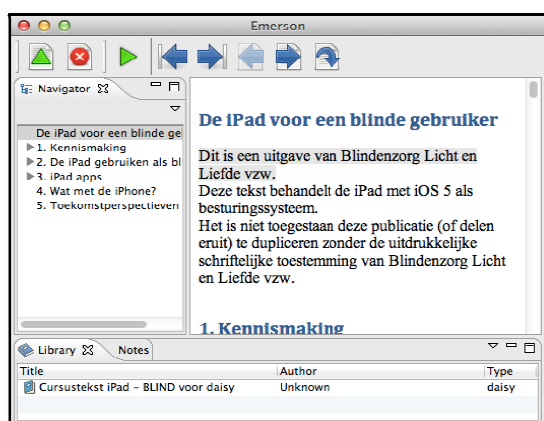 Emerson
Navigator
De iPad voor een blinde ge
1. Kennismaking
2. De iPad gebruiken als bl
3. iPad apps
4. Wat met de iPhone?
5. Toekomstperspectieven
De iPad voor een blinde gebruiker
Dit is een uitgave van Blindenzorg Licht en
Liefde vzw.
Deze tekst behandelt de iPad met iOS 5 als
besturingssysteem.
Het is niet toegestaan deze publicatie (of delen
eruit) te dupliceren zonder de uitdrukkelijke
schriftelijke toestemming van Blindenzorg Licht
en Liefde vzw.
1. Kennismaking
Library Notes
Title Author Type
Cursustekst iPad - BLIND voor daisy Unknown daisy